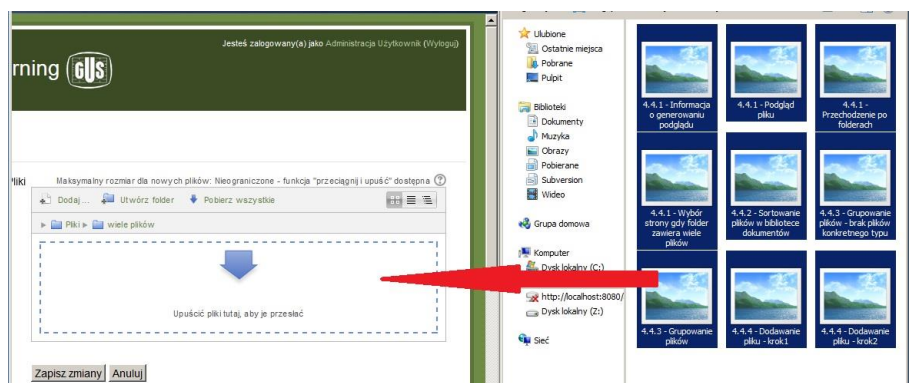 Jesteś zalogowany(a) jako Administracja Użytkownik (Wyloguj)
rning GUS
Pliki
Maksymalny rozmiar dla nowych plików: Nieograniczone - funkcja "przeciągnij i upuść" dostępna
Dodaj... Utwórz folder Pobierz wszystkie
Pliki wiele plików
Upuścić pliki tutaj, aby je przesłać
Zapisz zmiany Anuluj
Ulubione
Ostatnie miejsca
Pobrane
Pulpit
Biblioteki
Dokumenty
Muzyka
Obrazy
Pobierane
Subversion
Wideo
Grupa domowa
Komputer
Dysk lokalny (C:)
http://localhost:8080/
Dysk lokalny (Z:)
Sieć
4.4.1 - Informacja
o generowaniu
podglądu
4.4.1 - Podgląd
pliku
4.4.1 -
Przechodzenie po
folderach
4.4.1 - Wybór
strony gdy folder
zawiera wiele
plików
4.4.2 - Sortowanie
plików w bibliotece
dokumentów
4.4.3 - Grupowanie
plików - brak plików
konkretnego typu
4.4.3 - Grupowanie
plików
4.4.4 - Dodawanie
pliku - krok1
4.4.4 - Dodawanie
pliku - krok2